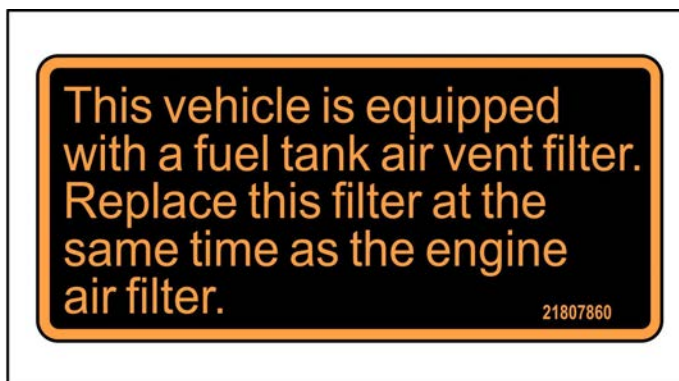 This vehicle is equipped
with a fuel tank air vent filter.
Replace this filter at the
same time as the engine
air filter.
21807860